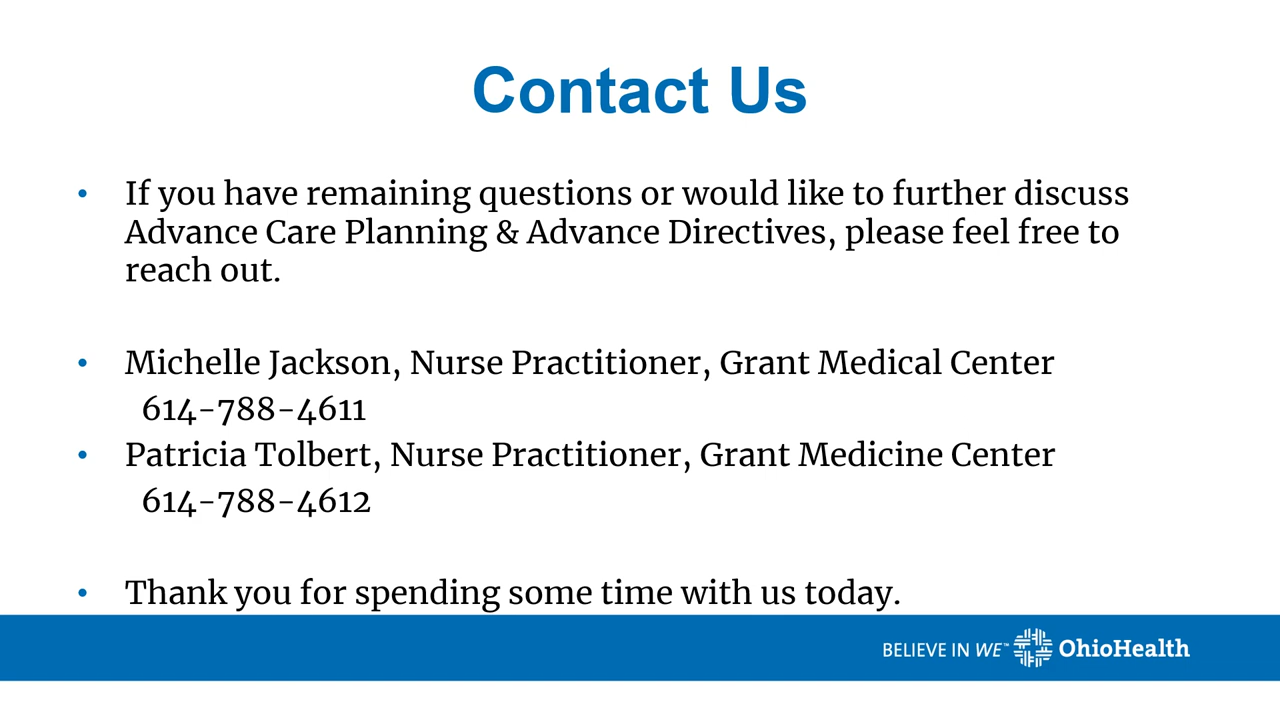 Contact Us
• If you have remaining questions or would like to further discuss
Advance Care Planning & Advance Directives, please feel free to
reach out.
• Michelle Jackson, Nurse Practitioner, Grant Medical Center
614-788-4611
• Patricia Tolbert, Nurse Practitioner, Grant Medicine Center
614-788-4612
• Thank you for spending some time with us today.
BELIEVE IN WE™ OhioHealth